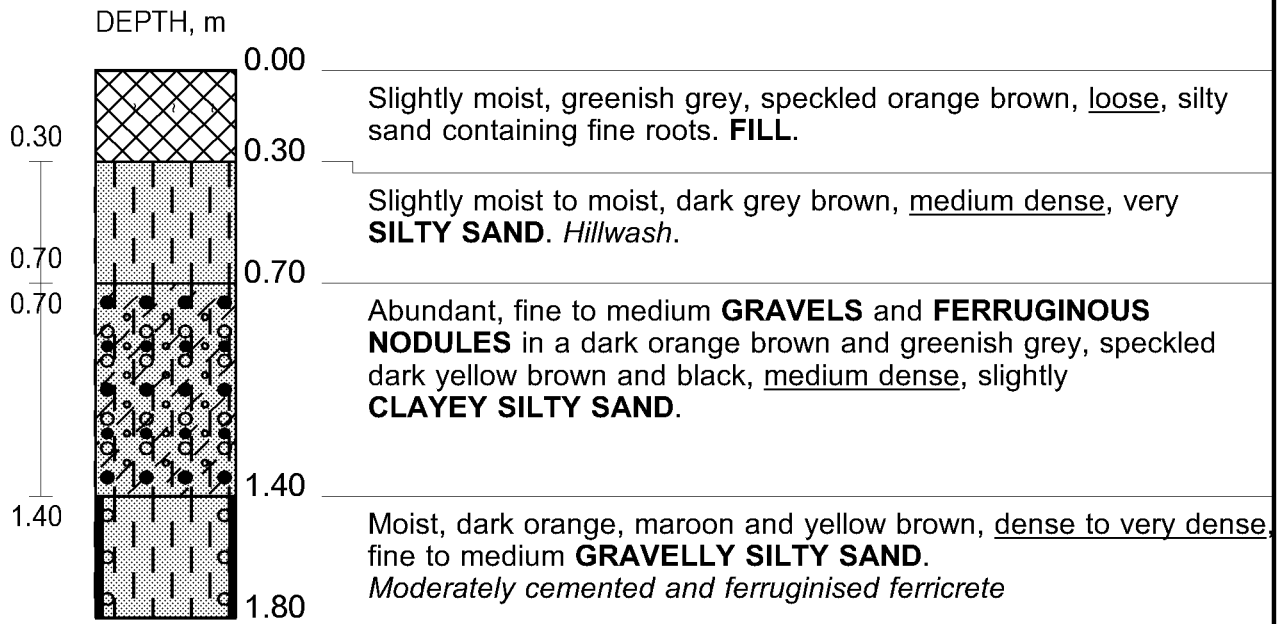 DEPTH, m
0.00
Slightly moist, greenish grey, speckled orange brown, loose, silty
sand containing fine roots. FILL.
0.30
0.30
Slightly moist to moist, dark grey brown, medium dense, very
SILTY SAND. Hillwash.
0.70
0.70
0.70
Abundant, fine to medium GRAVELS and FERRUGINOUS
NODULES in a dark orange brown and greenish grey, speckled
dark yellow brown and black, medium dense, slightly
CLAYEY SILTY SAND.
1.40
1.40
Moist, dark orange, maroon and yellow brown, dense to very dense,
fine to medium GRAVELLY SILTY SAND.
Moderately cemented and ferruginised ferricrete
1.80